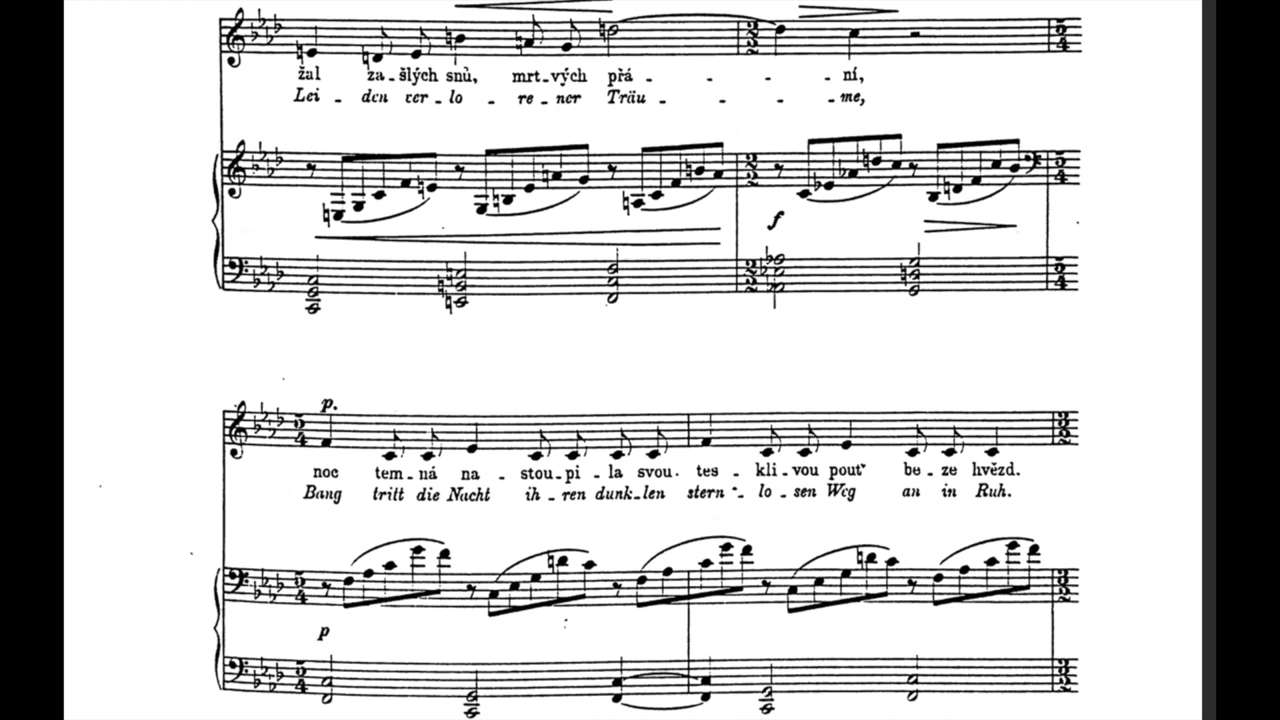 žal za-šlých snů, mrt-vých přá - - - - ní,
Lei - den ver-lo - re-ner Träu - - - - me,
f
p.
noc tem-ná na - stou-pi-la svou. tes - kli-vou pouť be-ze hvězd.
Bang tritt die Nacht ih-ren dunk-len stern - lo-sen Weg an in Ruh.
p